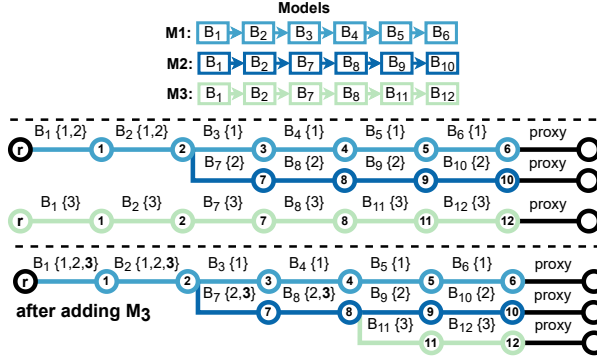 Models
M1: B1 B2 B3 B4 B5 B6
M2: B1 B2 B7 B8 B9 B10
M3: B1 B2 B7 B8 B11 B12
B1 {1,2} B2 {1,2} B3 {1} B4 {1} B5 {1} B6 {1} proxy
r 1 2 3 4 5 6
B7 {2} B8 {2} B9 {2} B10 {2} proxy
7 8 9 10
B1 {3} B2 {3} B7 {3} B8 {3} B11 {3} B12 {3} proxy
r 1 2 7 8 11 12
B1 {1,2,3} B2 {1,2,3} B3 {1} B4 {1} B5 {1} B6 {1} proxy
r 1 2 3 4 5 6
B7 {2,3} B8 {2,3} B9 {2} B10 {2} proxy
after adding M3 7 8 9 10
B11 {3} B12 {3} proxy
11 12